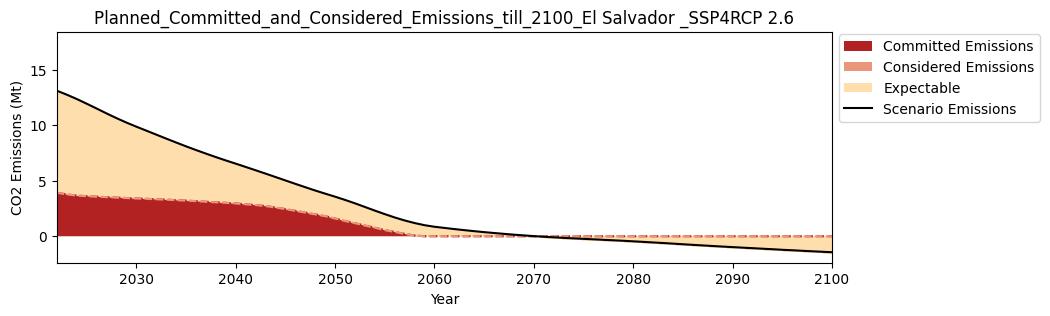 Planned_Committed_and_Considered_Emissions_till_2100_El Salvador _SSP4RCP 2.6
CO2 Emissions (Mt)
15
10
5
0
2030 2040 2050 2060 2070 2080 2090 2100
Year
Committed Emissions
Considered Emissions
Expectable
Scenario Emissions